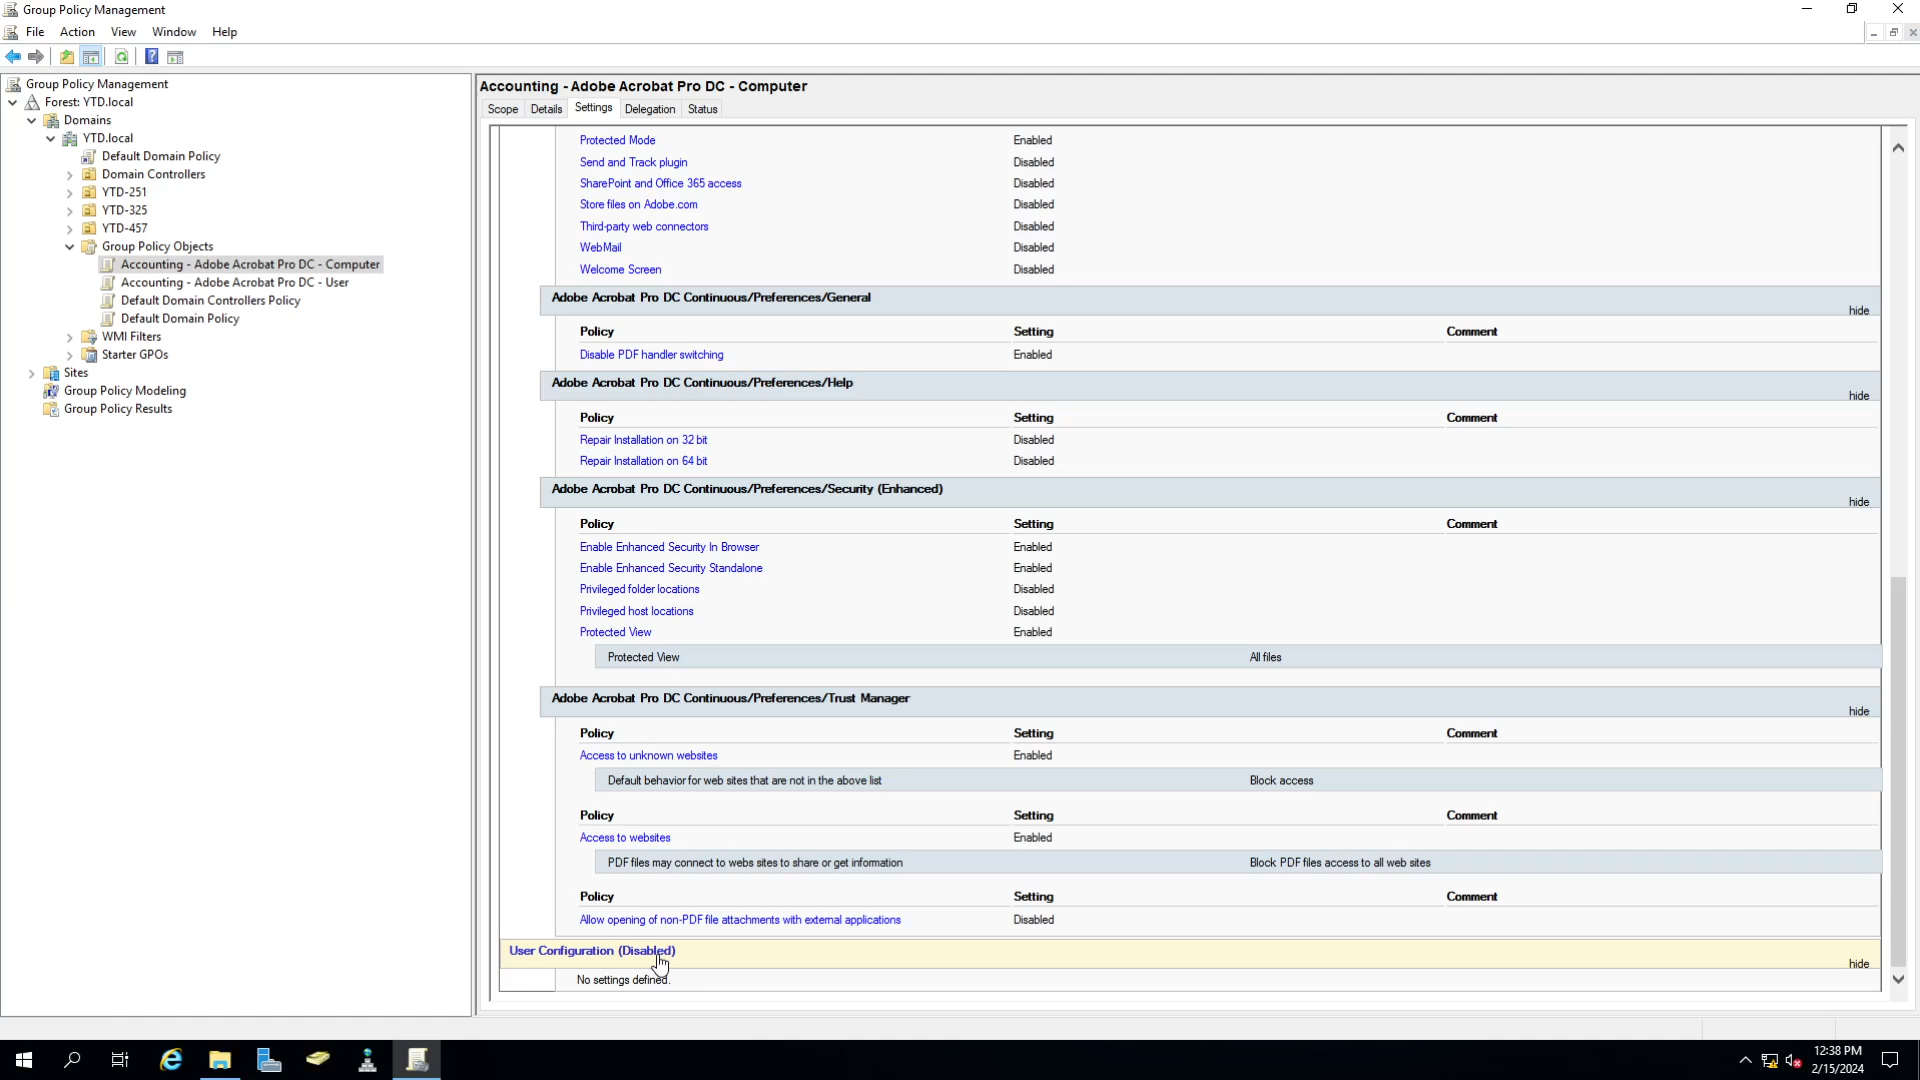 Group Policy Management
File Action View Window Help
Group Policy Management
Forest: YTD.local
Domains
YTD.local
Default Domain Policy
Domain Controllers
YTD-251
YTD-325
YTD-457
Group Policy Objects
Accounting - Adobe Acrobat Pro DC - Computer
Accounting - Adobe Acrobat Pro DC - User
Default Domain Controllers Policy
Default Domain Policy
WMI Filters
Starter GPOs
Sites
Group Policy Modeling
Group Policy Results
Accounting - Adobe Acrobat Pro DC - Computer
Scope Details Settings Delegation Status
Protected Mode Enabled
Send and Track plugin Disabled
SharePoint and Office 365 access Disabled
Store files on Adobe.com Disabled
Third-party web connectors Disabled
WebMail Disabled
Welcome Screen Disabled
Adobe Acrobat Pro DC Continuous/Preferences/General
hide
Policy Setting Comment
Disable PDF handler switching Enabled
Adobe Acrobat Pro DC Continuous/Preferences/Help
hide
Policy Setting Comment
Repair Installation on 32 bit Disabled
Repair Installation on 64 bit Disabled
Adobe Acrobat Pro DC Continuous/Preferences/Security (Enhanced)
hide
Policy Setting Comment
Enable Enhanced Security In Browser Enabled
Enable Enhanced Security Standalone Enabled
Privileged folder locations Disabled
Privileged host locations Disabled
Protected View Enabled
Protected View All files
Adobe Acrobat Pro DC Continuous/Preferences/Trust Manager
hide
Policy Setting Comment
Access to unknown websites Enabled
Default behavior for web sites that are not in the above list Block access
Policy Setting Comment
Access to websites Enabled
PDF files may connect to webs sites to share or get information Block PDF files access to all web sites
Policy Setting Comment
Allow opening of non-PDF file attachments with external applications Disabled
User Configuration (Disabled)
hide
No settings defined.
12:38 PM
2/15/2024